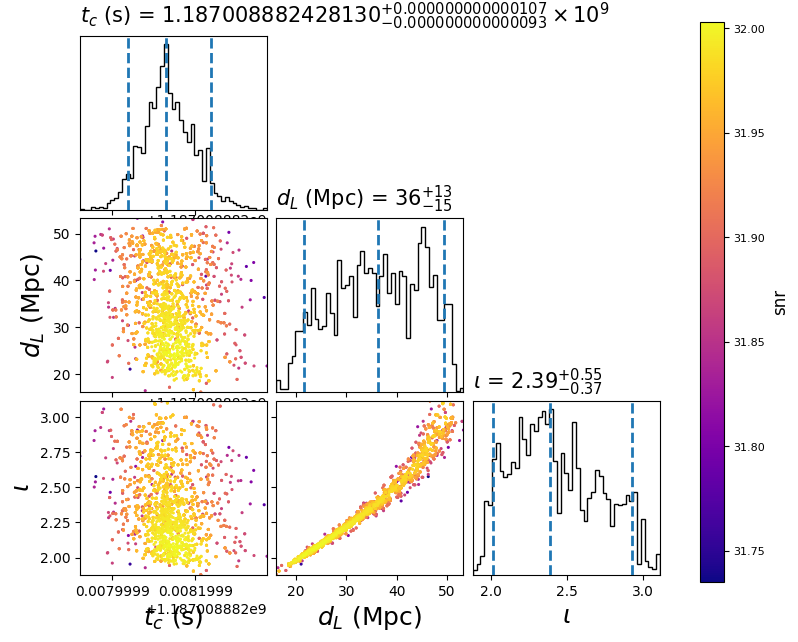 t_c (s) = 1.187008882428130^{+0.000000000000107}_{-0.000000000000093} × 10^9
32.00
31.95
31.90
31.85
31.80
31.75
snr
d_L (Mpc) = 36^{+13}_{-15}
50
40
30
20
d_L (Mpc)
ι = 2.39^{+0.55}_{-0.37}
3.00
2.75
2.50
2.25
2.00
ι
0.0079999 0.0081999
+1.187008882e9
t_c (s)
20 30 40 50
d_L (Mpc)
2.0 2.5 3.0
ι